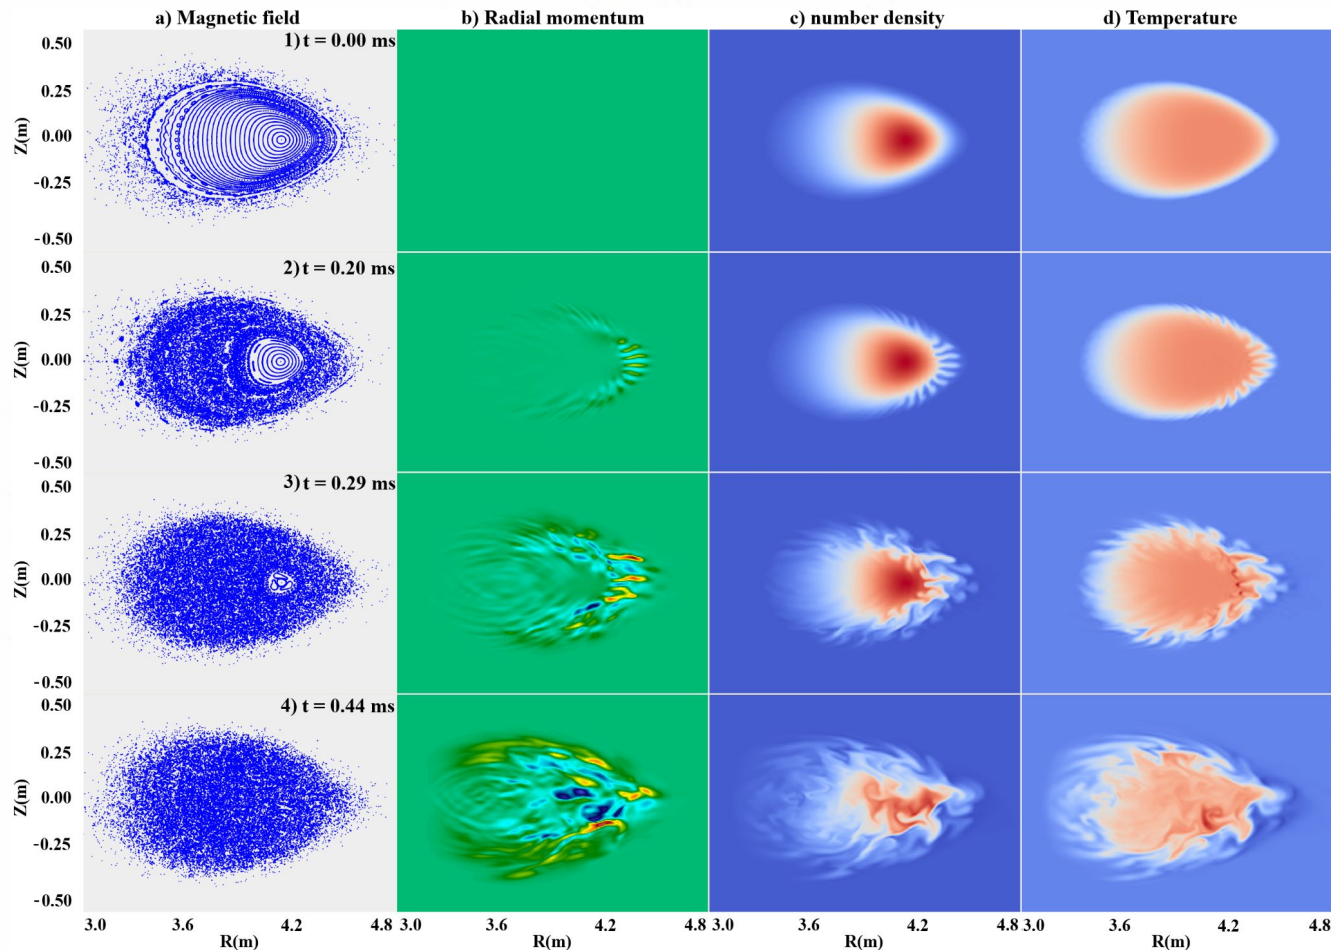 a) Magnetic field b) Radial momentum c) number density d) Temperature
1) t = 0.00 ms
0.50
0.25
0.00
-0.25
-0.50
Z(m)
2) t = 0.20 ms
0.50
0.25
0.00
-0.25
-0.50
Z(m)
3) t = 0.29 ms
0.50
0.25
0.00
-0.25
-0.50
Z(m)
4) t = 0.44 ms
0.50
0.25
0.00
-0.25
-0.50
Z(m)
3.0 3.6 4.2 4.8 3.0 3.6 4.2 4.8 3.0 3.6 4.2 4.8 3.0 3.6 4.2 4.8
R(m) R(m) R(m) R(m)